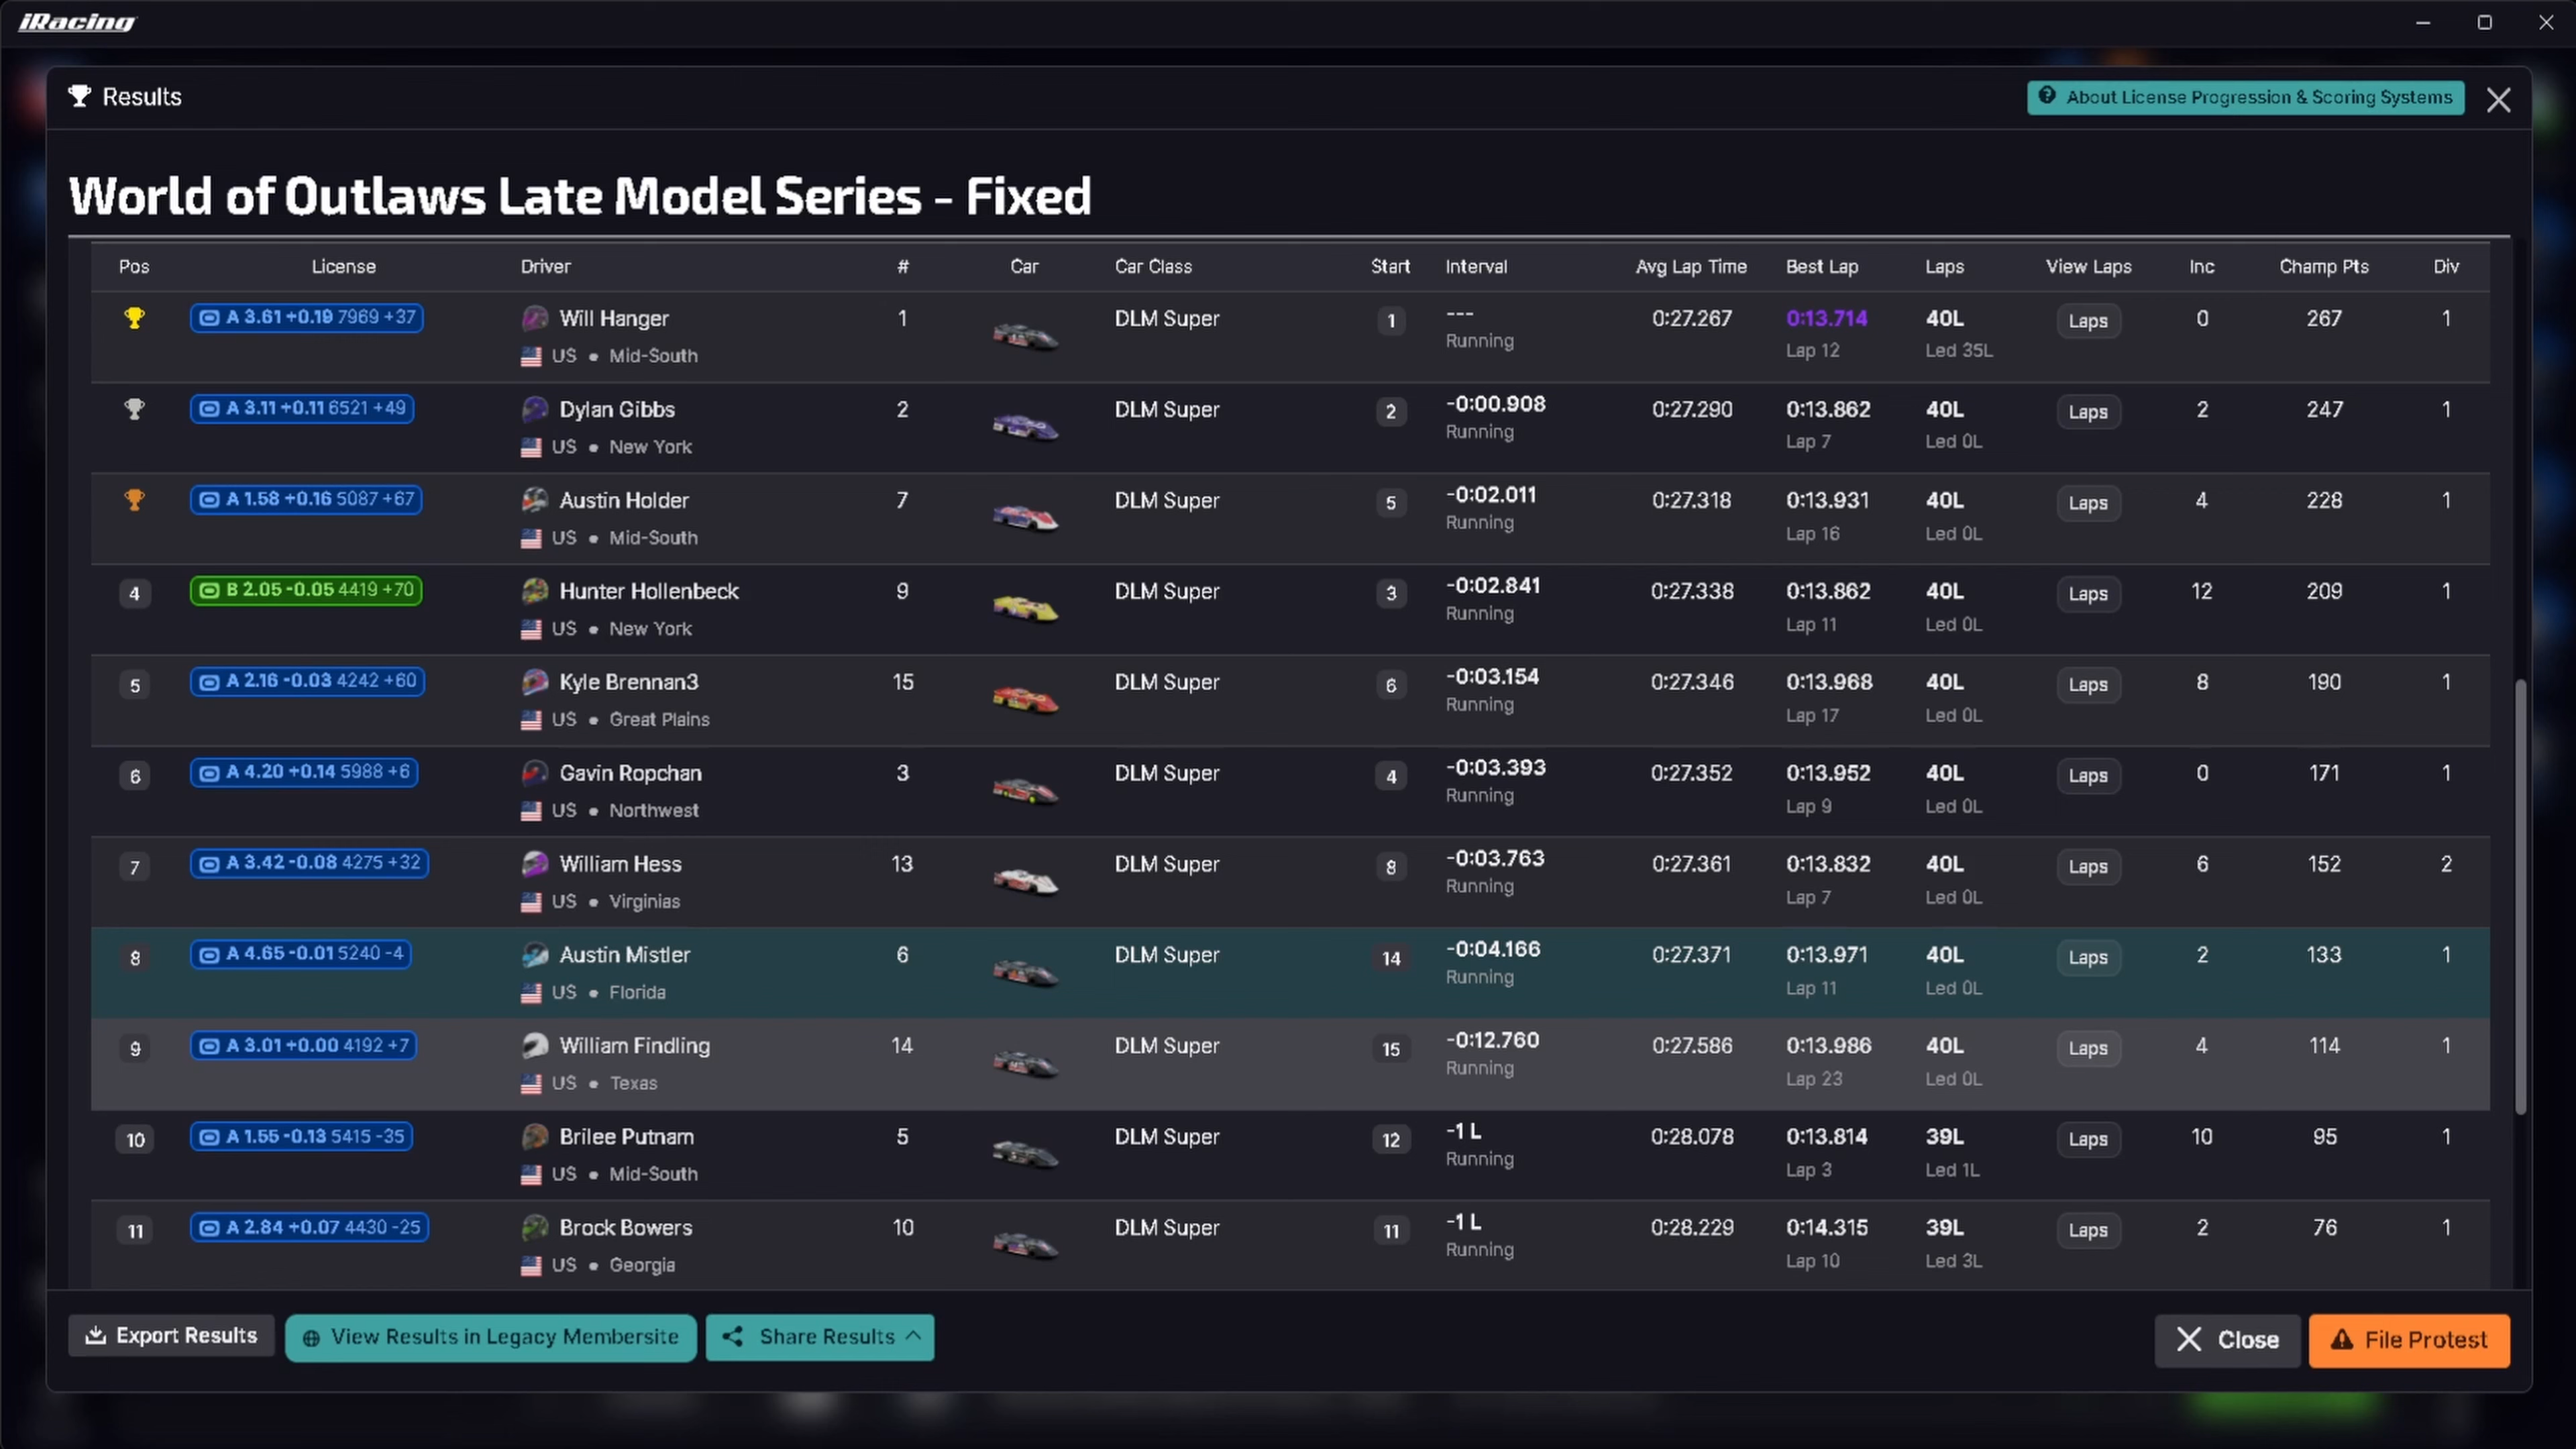 iRacing
Results
About License Progression & Scoring Systems
World of Outlaws Late Model Series - Fixed
Pos License Driver # Car Car Class Start Interval Avg Lap Time Best Lap Laps View Laps Inc Champ Pts Div
A 3.61 +0.19 7969 +37 Will Hanger 1 DLM Super 1 --- 0:27.267 0:13.714 40L Laps 0 267 1
US • Mid-South Running Lap 12 Led 35L
A 3.11 +0.11 6521 +49 Dylan Gibbs 2 DLM Super 2 -0:00.908 0:27.290 0:13.862 40L Laps 2 247 1
US • New York Running Lap 7 Led 0L
A 1.58 +0.16 5087 +67 Austin Holder 7 DLM Super 5 -0:02.011 0:27.318 0:13.931 40L Laps 4 228 1
US • Mid-South Running Lap 16 Led 0L
4 B 2.05 -0.05 4419 +70 Hunter Hollenbeck 9 DLM Super 3 -0:02.841 0:27.338 0:13.862 40L Laps 12 209 1
US • New York Running Lap 11 Led 0L
5 A 2.16 -0.03 4242 +60 Kyle Brennan3 15 DLM Super 6 -0:03.154 0:27.346 0:13.968 40L Laps 8 190 1
US • Great Plains Running Lap 17 Led 0L
6 A 4.20 +0.14 5988 +6 Gavin Ropchan 3 DLM Super 4 -0:03.393 0:27.352 0:13.952 40L Laps 0 171 1
US • Northwest Running Lap 9 Led 0L
7 A 3.42 -0.08 4275 +32 William Hess 13 DLM Super 8 -0:03.763 0:27.361 0:13.832 40L Laps 6 152 2
US • Virginias Running Lap 7 Led 0L
8 A 4.65 -0.01 5240 -4 Austin Mistler 6 DLM Super 14 -0:04.166 0:27.371 0:13.971 40L Laps 2 133 1
US • Florida Running Lap 11 Led 0L
9 A 3.01 +0.00 4192 +7 William Findling 14 DLM Super 15 -0:12.760 0:27.586 0:13.986 40L Laps 4 114 1
US • Texas Running Lap 23 Led 0L
10 A 1.55 -0.13 5415 -35 Brilee Putnam 5 DLM Super 12 -1 L 0:28.078 0:13.814 39L Laps 10 95 1
US • Mid-South Running Lap 3 Led 1L
11 A 2.84 +0.07 4430 -25 Brock Bowers 10 DLM Super 11 -1 L 0:28.229 0:14.315 39L Laps 2 76 1
US • Georgia Running Lap 10 Led 3L
Export Results View Results in Legacy Membersite Share Results Close File Protest